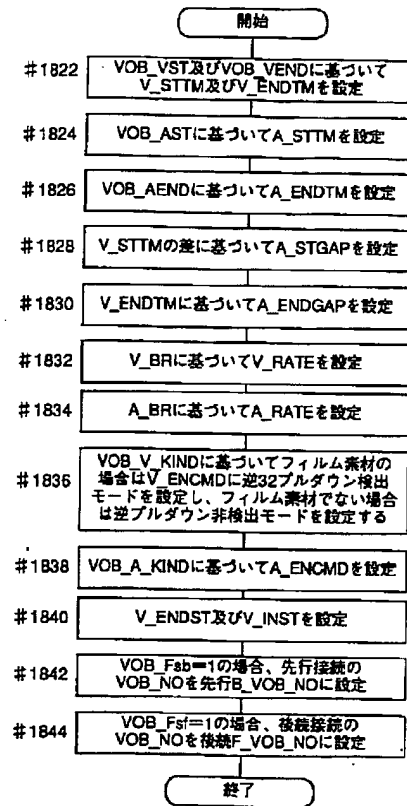 開始
#1822
VOB_VST及びVOB_VENDに基づいて
V_STTM及びV_ENDTMを設定
#1824
VOB_ASTに基づいてA_STTMを設定
#1826
VOB_AENDに基づいてA_ENDTMを設定
#1828
V_STTMの差に基づいてA_STGAPを設定
#1830
V_ENDTMに基づいてA_ENDGAPを設定
#1832
V_BRに基づいてV_RATEを設定
#1834
A_BRに基づいてA_RATEを設定
#1836
VOB_V_KINDに基づいてフィルム素材の
場合はV_ENCMDに逆32プルダウン検出
モードを設定し、フィルム素材でない場合
は逆プルダウン非検出モードを設定する
#1838
VOB_A_KINDに基づいてA_ENCMDを設定
#1840
V_ENDST及びV_INSTを設定
#1842
VOB_Fsb=1の場合、先行接続の
VOB_NOを先行B_VOB_NOに設定
#1844
VOB_Fsf=1の場合、後続接続の
VOB_NOを後続F_VOB_NOに設定
終了